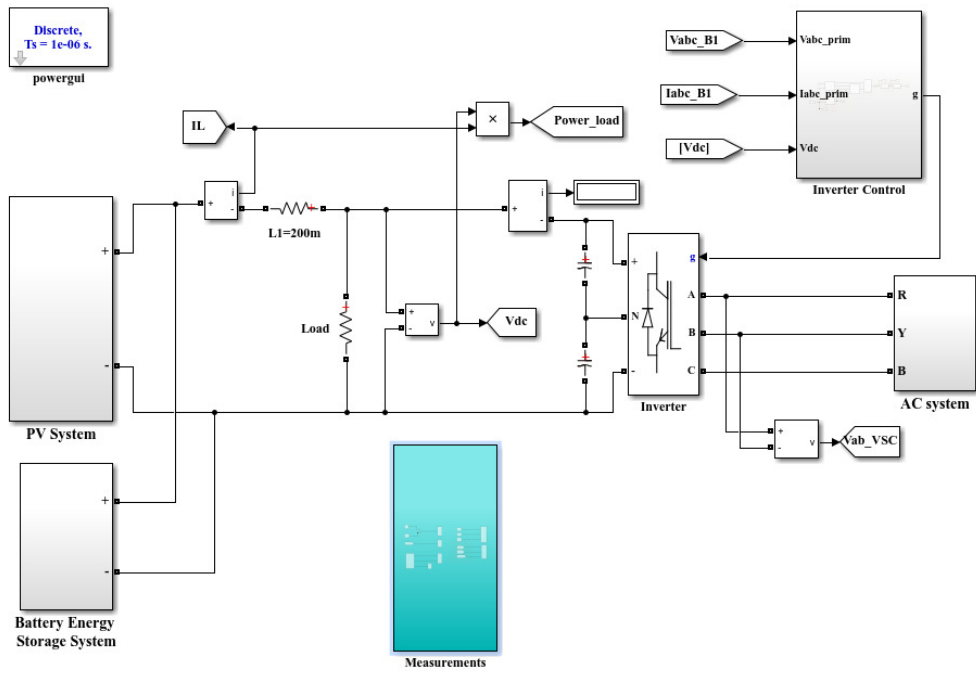 Discrete,
Ts = 1e-06 s.
powergui
Vabc_B1
Vabc_prim
Iabc_B1
Iabc_prim
g
[Vdc]
Vdc
Inverter Control
IL
×
Power_load
i
+
-
L1=200m
i
+
-
PV System
+
-
Load
+
-
v
Vdc
+
N
-
g
A
B
C
Inverter
R
Y
B
AC system
+
-
v
Vab_VSC
+
-
Battery Energy
Storage System
Measurements